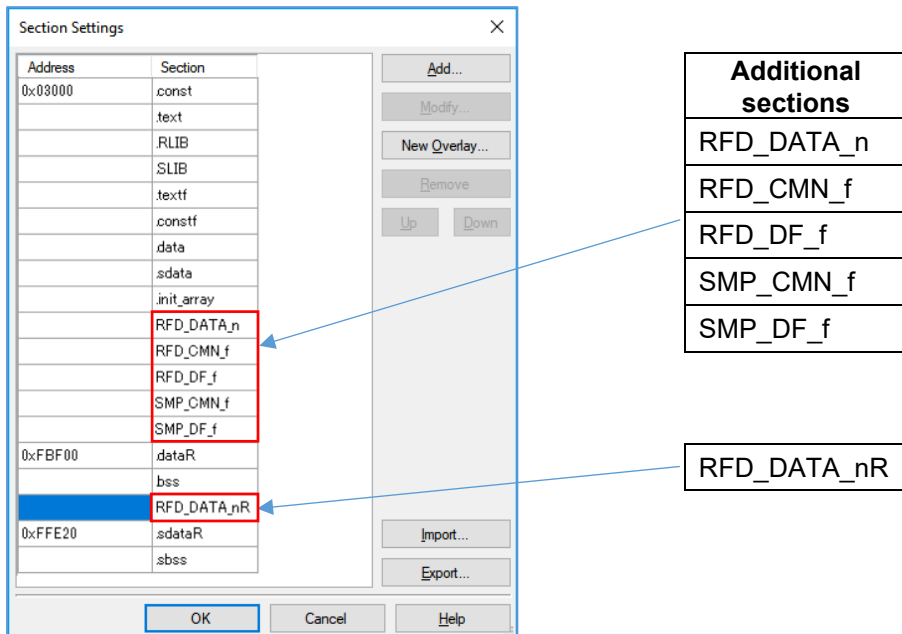 Section Settings
Address Section
0x03000 .const
.text
.RLIB
.SLIB
.textf
.constf
.data
.sdata
.init_array
RFD_DATA_n
RFD_CMN_f
RFD_DF_f
SMP_CMN_f
SMP_DF_f
0xFBF00 .dataR
.bss
RFD_DATA_nR
0xFFE20 .sdataR
.sbss
Add...
Modify...
New Overlay...
Remove
Up Down
Import...
Export...
OK Cancel Help
Additional
sections
RFD_DATA_n
RFD_CMN_f
RFD_DF_f
SMP_CMN_f
SMP_DF_f
RFD_DATA_nR